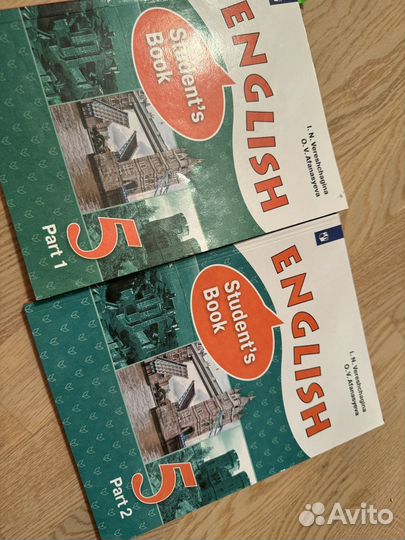 ENGLISH
Student's
Book
I. N. Vereshchagina
O. V. Afanasyeva
5
Part 1
ENGLISH
Student's
Book
I. N. Vereshchagina
O. V. Afanasyeva
5
Part 2
Avito